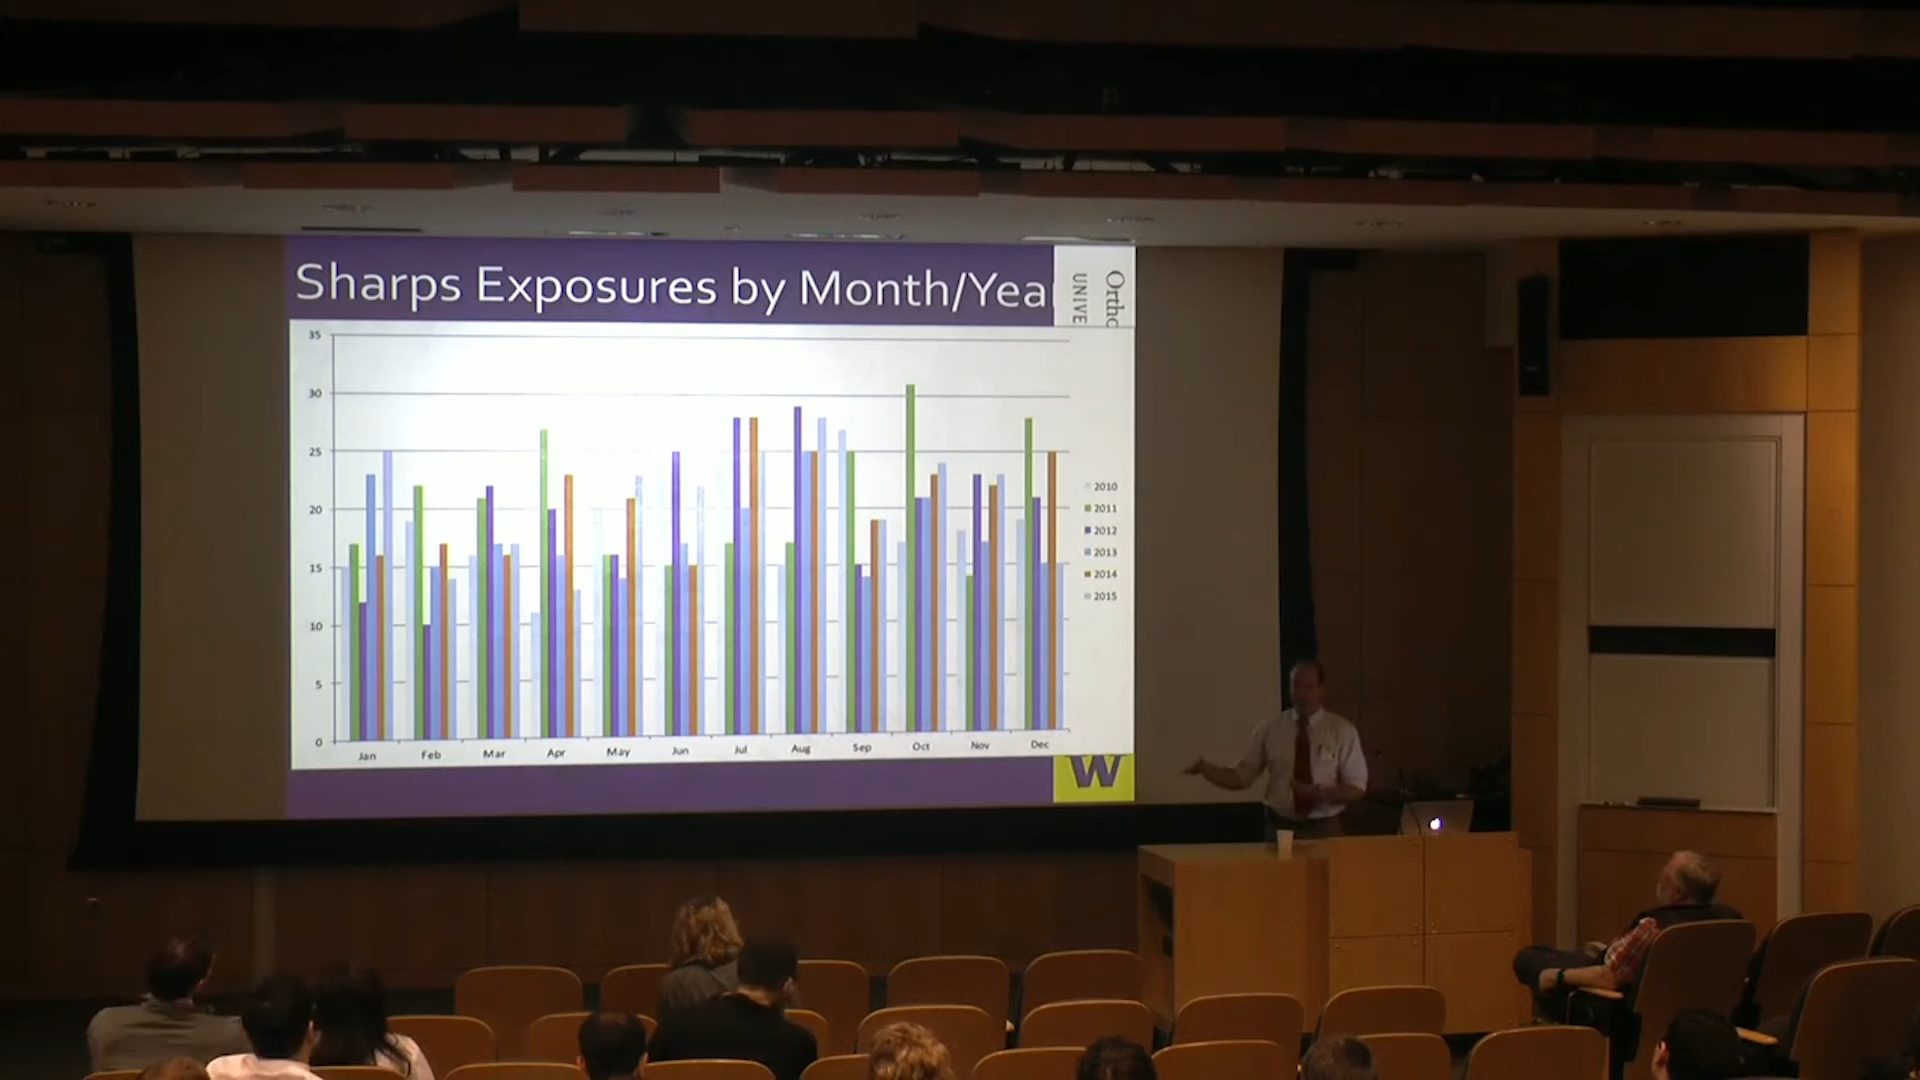 Sharps Exposures by Month/Yea
Ortho
UNIVE
35
30
25
20
15
10
5
0
Jan Feb Mar Apr May Jun Jul Aug Sep Oct Nov Dec
2010
2011
2012
2013
2014
2015
W